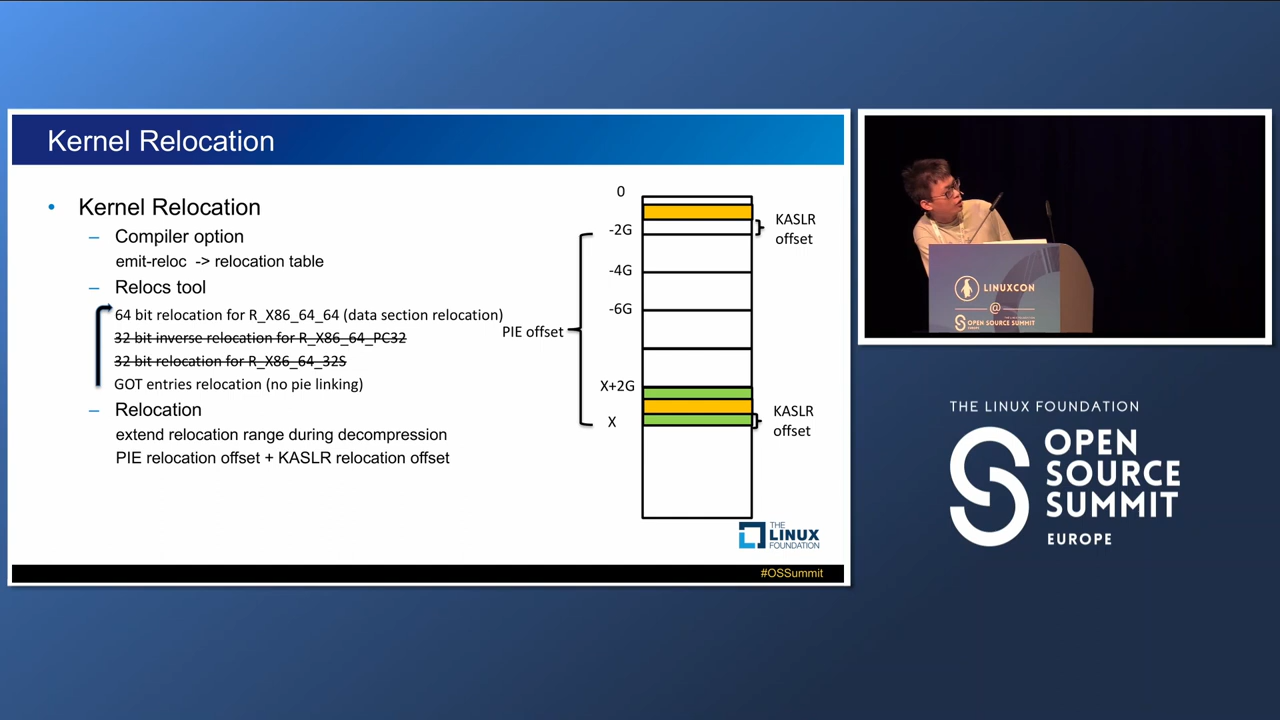 Kernel Relocation
• Kernel Relocation
– Compiler option
emit-reloc -> relocation table
– Relocs tool
64 bit relocation for R_X86_64_64 (data section relocation)
32 bit inverse relocation for R_X86_64_PC32
32 bit relocation for R_X86_64_32S
GOT entries relocation (no pie linking)
– Relocation
extend relocation range during decompression
PIE relocation offset + KASLR relocation offset
0
-2G
-4G
-6G
X+2G
X
PIE offset
KASLR
offset
KASLR
offset
THE
LINUX
FOUNDATION
#OSSummit
LINUXCON
@
OPEN SOURCE SUMMIT
THE LINUX FOUNDATION
OPEN
SOURCE
SUMMIT
EUROPE